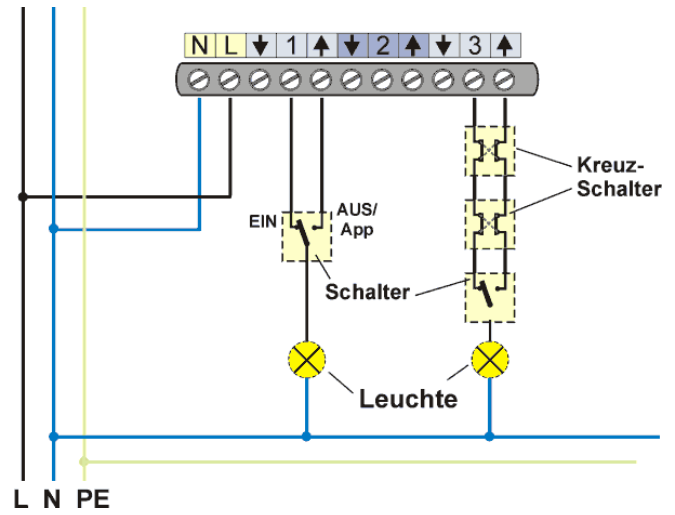 N L ↓ 1 ↑ ↓ 2 ↑ ↓ 3 ↑
Kreuz-
Schalter
EIN
AUS/
App
Schalter
Leuchte
L N PE